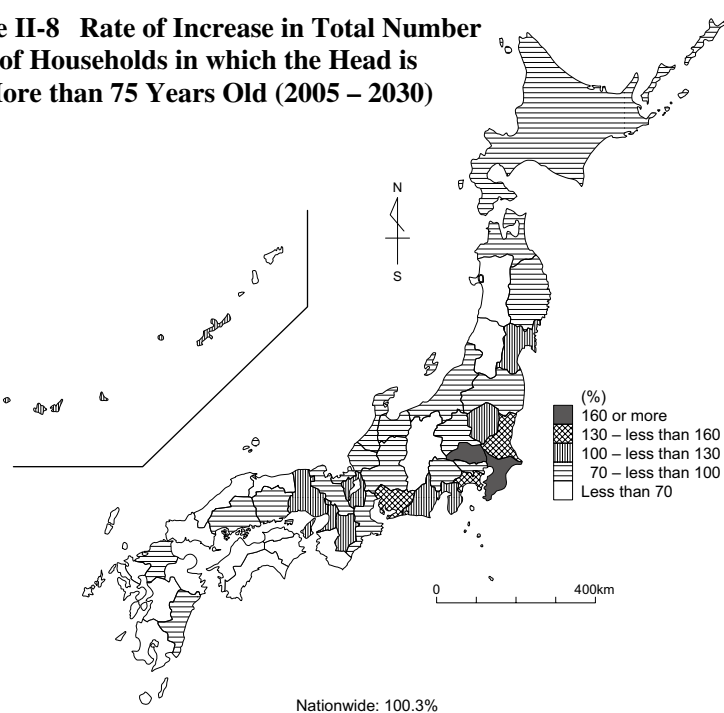 e II-8 Rate of Increase in Total Number
of Households in which the Head is
More than 75 Years Old (2005 – 2030)
N
S
(%)
160 or more
130 – less than 160
100 – less than 130
70 – less than 100
Less than 70
0 400km
Nationwide: 100.3%